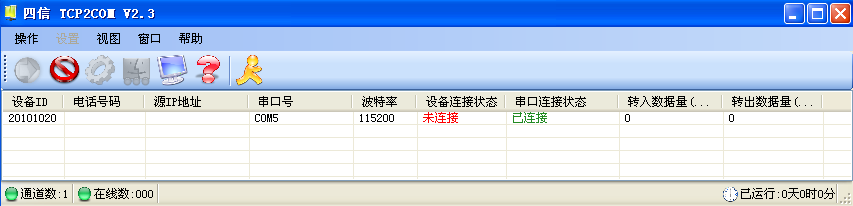 四信 TCP2COM V2.3
操作 设置 视图 窗口 帮助
设备ID 电话号码 源IP地址 串口号 波特率 设备连接状态 串口连接状态 转入数据量(... 转出数据量(...
20101020 COM5 115200 未连接 已连接 0 0
通道数:1 在线数:000 已运行:0天0时0分